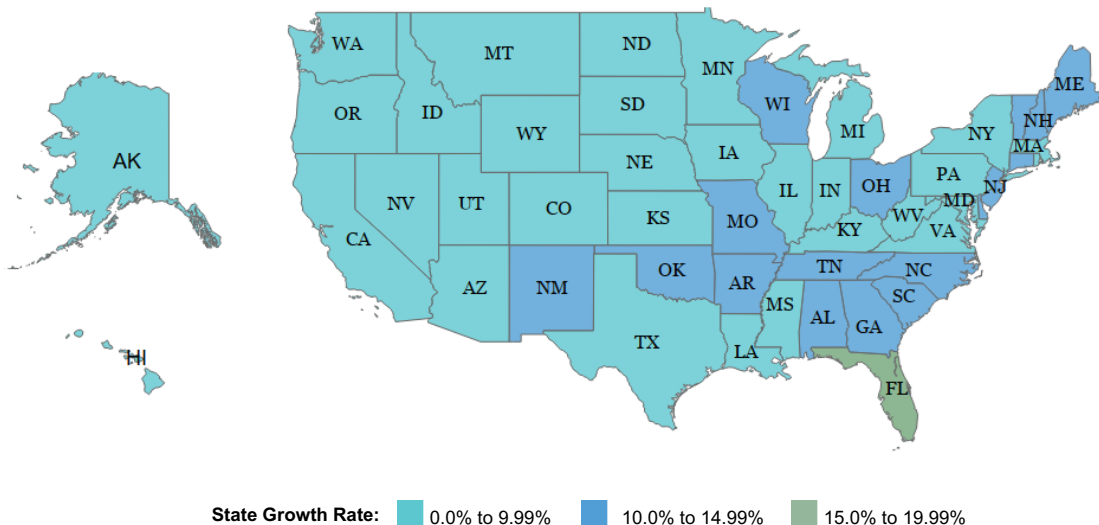 WA
MT
ND
MN
ME
OR
ID
SD
WI
NH
WY
MI
NY
MA
AK
NE
IA
PA
NJ
NV
UT
CO
IL
IN
OH
MD
WV
VA
CA
KS
MO
KY
AZ
NM
OK
AR
TN
NC
SC
MS
AL
GA
TX
LA
HI
FL
State Growth Rate: 0.0% to 9.99% 10.0% to 14.99% 15.0% to 19.99%